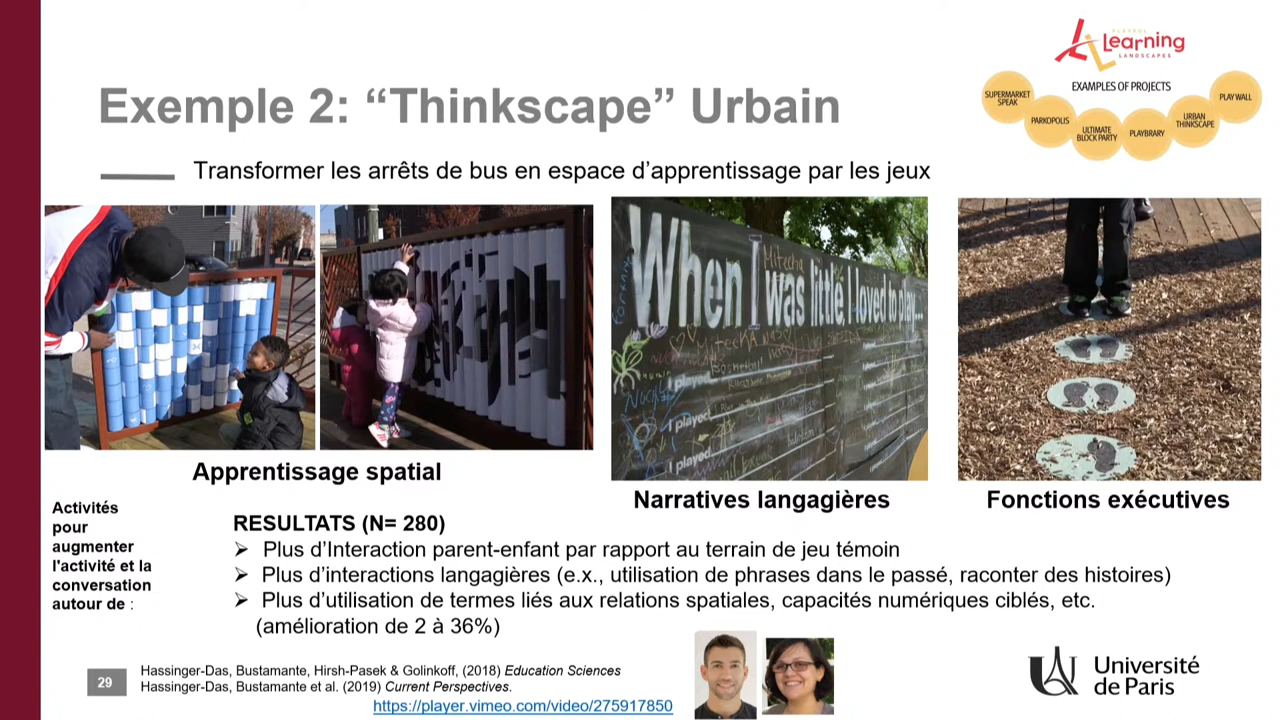 PLAYFUL
Learning
LANDSCAPES
EXAMPLES OF PROJECTS
SUPERMARKET
SPEAK
PARKOPOLIS
ULTIMATE
BLOCK PARTY
PLAYBRARY
URBAN
THINKSCAPE
PLAY WALL
Exemple 2: “Thinkscape” Urbain
Transformer les arrêts de bus en espace d’apprentissage par les jeux
When I was little I loved to play...
Mitecha
I played
I played
I played
Apprentissage spatial
Narratives langagières
Fonctions exécutives
Activités
pour
augmenter
l'activité et la
conversation
autour de :
RESULTATS (N= 280)
➢ Plus d’Interaction parent-enfant par rapport au terrain de jeu témoin
➢ Plus d’interactions langagières (e.x., utilisation de phrases dans le passé, raconter des histoires)
➢ Plus d’utilisation de termes liés aux relations spatiales, capacités numériques ciblés, etc.
(amélioration de 2 à 36%)
29
Hassinger-Das, Bustamante, Hirsh-Pasek & Golinkoff, (2018) Education Sciences
Hassinger-Das, Bustamante et al. (2019) Current Perspectives.
https://player.vimeo.com/video/275917850
Université
de Paris